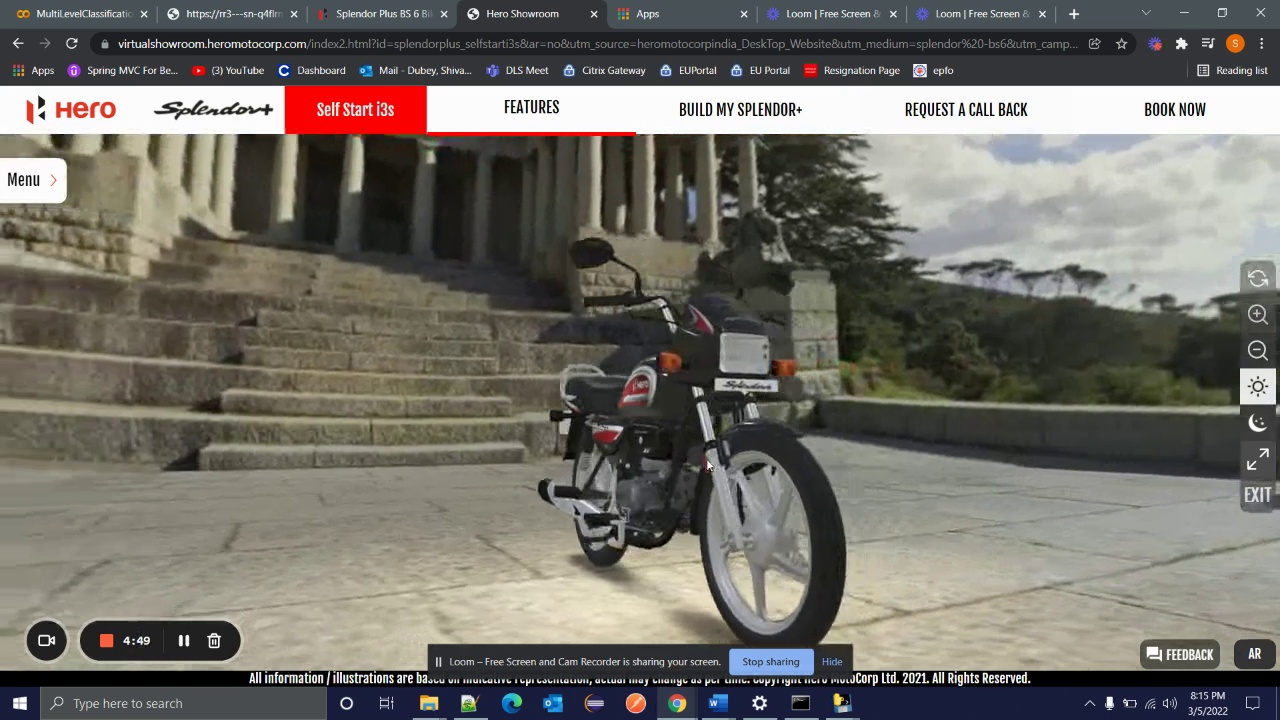 MultiLevelClassificatio
https://rr3---sn-q4flrn
Splendor Plus BS 6 Bi
Hero Showroom
Apps
Loom | Free Screen &
Loom | Free Screen &
virtualshowroom.heromotocorp.com/index2.html?id=splendorplus_selfstarti3s&at=no&utm_source=heromotocorpindia_DeskTop_Website&utm_medium=splendor%20-bs6&utm_camp...
Apps
Spring MVC For Be...
(3) YouTube
Dashboard
Mail - Dubey, Shiva...
DLS Meet
Citrix Gateway
EUPortal
EU Portal
Resignation Page
epfo
Reading list
Hero
Splendor+
Self Start i3s
FEATURES
BUILD MY SPLENDOR+
REQUEST A CALL BACK
BOOK NOW
Menu
Hero
Splendor
EXIT
4:49
Loom – Free Screen and Cam Recorder is sharing your screen.
Stop sharing
Hide
FEEDBACK
AR
All information / illustrations are based on indicative representation, actual may change as per time. Copyright Hero MotoCorp Ltd. 2021. All Rights Reserved.
Type here to search
8:15 PM
3/5/2022